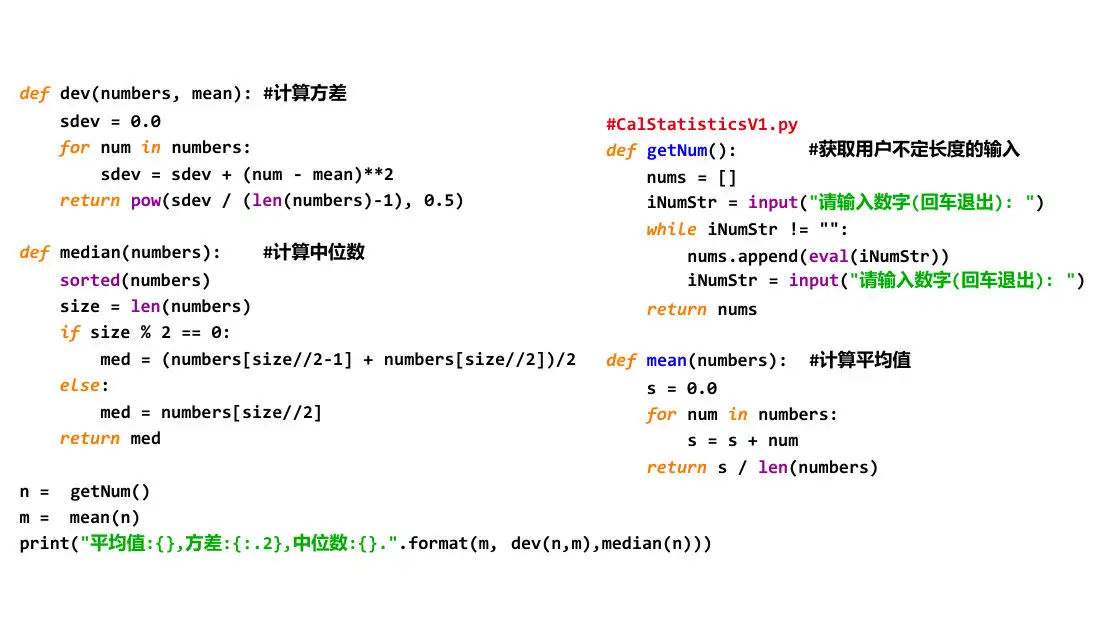 def dev(numbers, mean): #计算方差
    sdev = 0.0
    for num in numbers:
        sdev = sdev + (num - mean)**2
    return pow(sdev / (len(numbers)-1), 0.5)
def median(numbers):    #计算中位数
    sorted(numbers)
    size = len(numbers)
    if size % 2 == 0:
        med = (numbers[size//2-1] + numbers[size//2])/2
    else:
        med = numbers[size//2]
    return med
n =  getNum()
m =  mean(n)
print("平均值:{},方差:{:.2},中位数:{}.".format(m, dev(n,m),median(n)))
#CalStatisticsV1.py
def getNum():       #获取用户不定长度的输入
    nums = []
    iNumStr = input("请输入数字(回车退出): ")
    while iNumStr != "":
        nums.append(eval(iNumStr))
        iNumStr = input("请输入数字(回车退出): ")
    return nums
def mean(numbers):  #计算平均值
    s = 0.0
    for num in numbers:
        s = s + num
    return s / len(numbers)